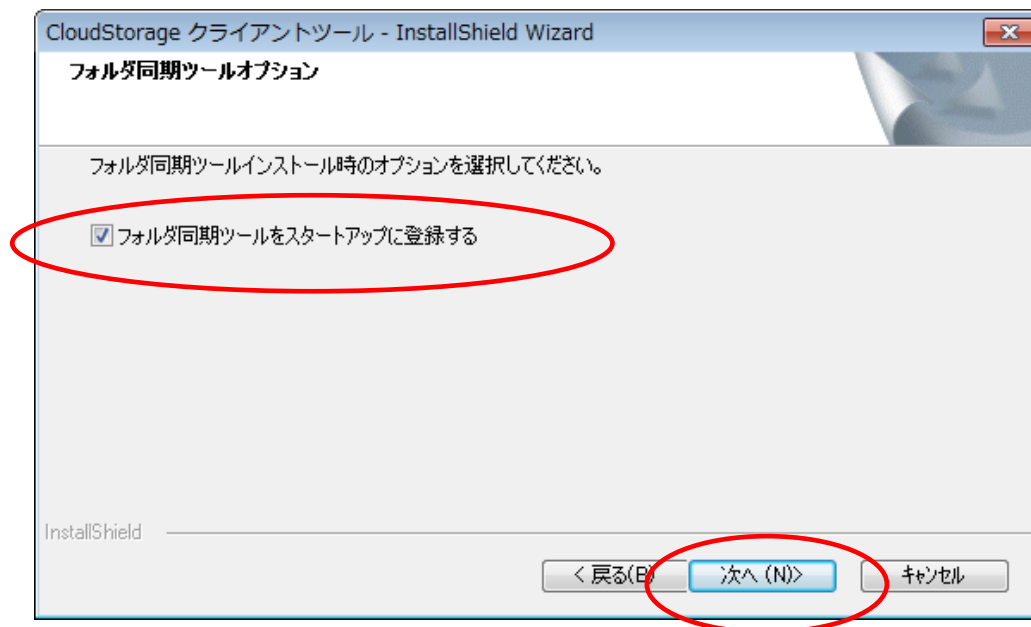 CloudStorage クライアントツール - InstallShield Wizard
フォルダ同期ツールオプション
フォルダ同期ツールインストール時のオプションを選択してください。
フォルダ同期ツールをスタートアップに登録する
InstallShield
< 戻る(B) 次へ (N)> キャンセル